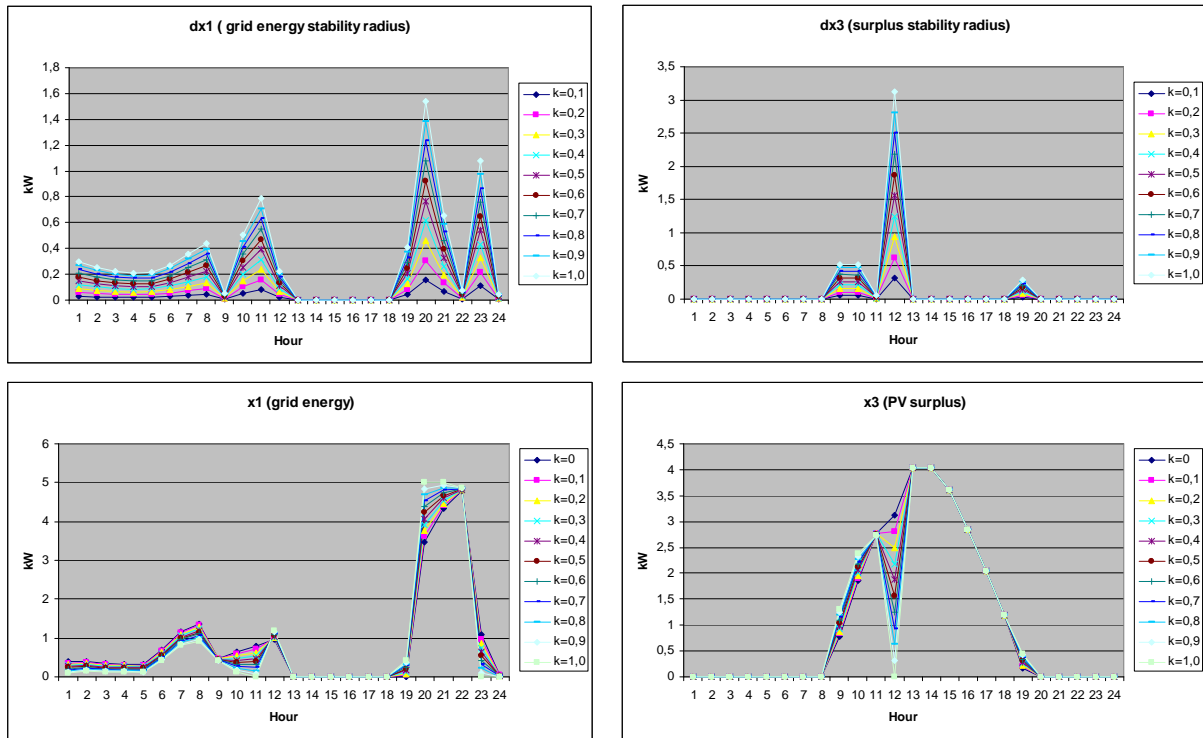 dx1 ( grid energy stability radius)
1,8
1,6
1,4
1,2
1
0,8
0,6
0,4
0,2
0
kW
1 2 3 4 5 6 7 8 9 10 11 12 13 14 15 16 17 18 19 20 21 22 23 24
Hour
k=0,1
k=0,2
k=0,3
k=0,4
k=0,5
k=0,6
k=0,7
k=0,8
k=0,9
k=1,0
dx3 (surplus stability radius)
3,5
3
2,5
2
1,5
1
0,5
0
kW
1 2 3 4 5 6 7 8 9 10 11 12 13 14 15 16 17 18 19 20 21 22 23 24
Hour
k=0,1
k=0,2
k=0,3
k=0,4
k=0,5
k=0,6
k=0,7
k=0,8
k=0,9
k=1,0
x1 (grid energy)
6
5
4
3
2
1
0
kW
1 2 3 4 5 6 7 8 9 10 11 12 13 14 15 16 17 18 19 20 21 22 23 24
Hour
k=0
k=0,1
k=0,2
k=0,3
k=0,4
k=0,5
k=0,6
k=0,7
k=0,8
k=0,9
k=1,0
x3 (PV surplus)
4,5
4
3,5
3
2,5
2
1,5
1
0,5
0
kW
1 2 3 4 5 6 7 8 9 10 11 12 13 14 15 16 17 18 19 20 21 22 23 24
Hour
k=0
k=0,1
k=0,2
k=0,3
k=0,4
k=0,5
k=0,6
k=0,7
k=0,8
k=0,9
k=1,0